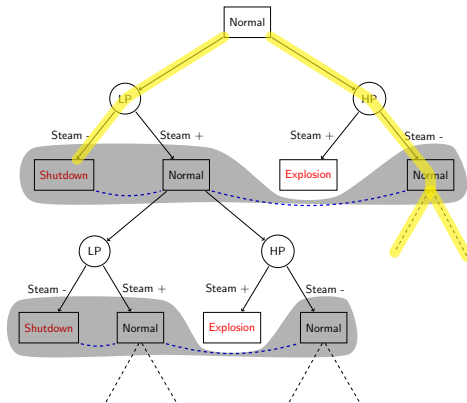 Normal
LP
HP
Steam -
Steam +
Steam +
Steam -
Shutdown
Normal
Explosion
Normal
LP
HP
Steam -
Steam +
Steam +
Steam -
Shutdown
Normal
Explosion
Normal